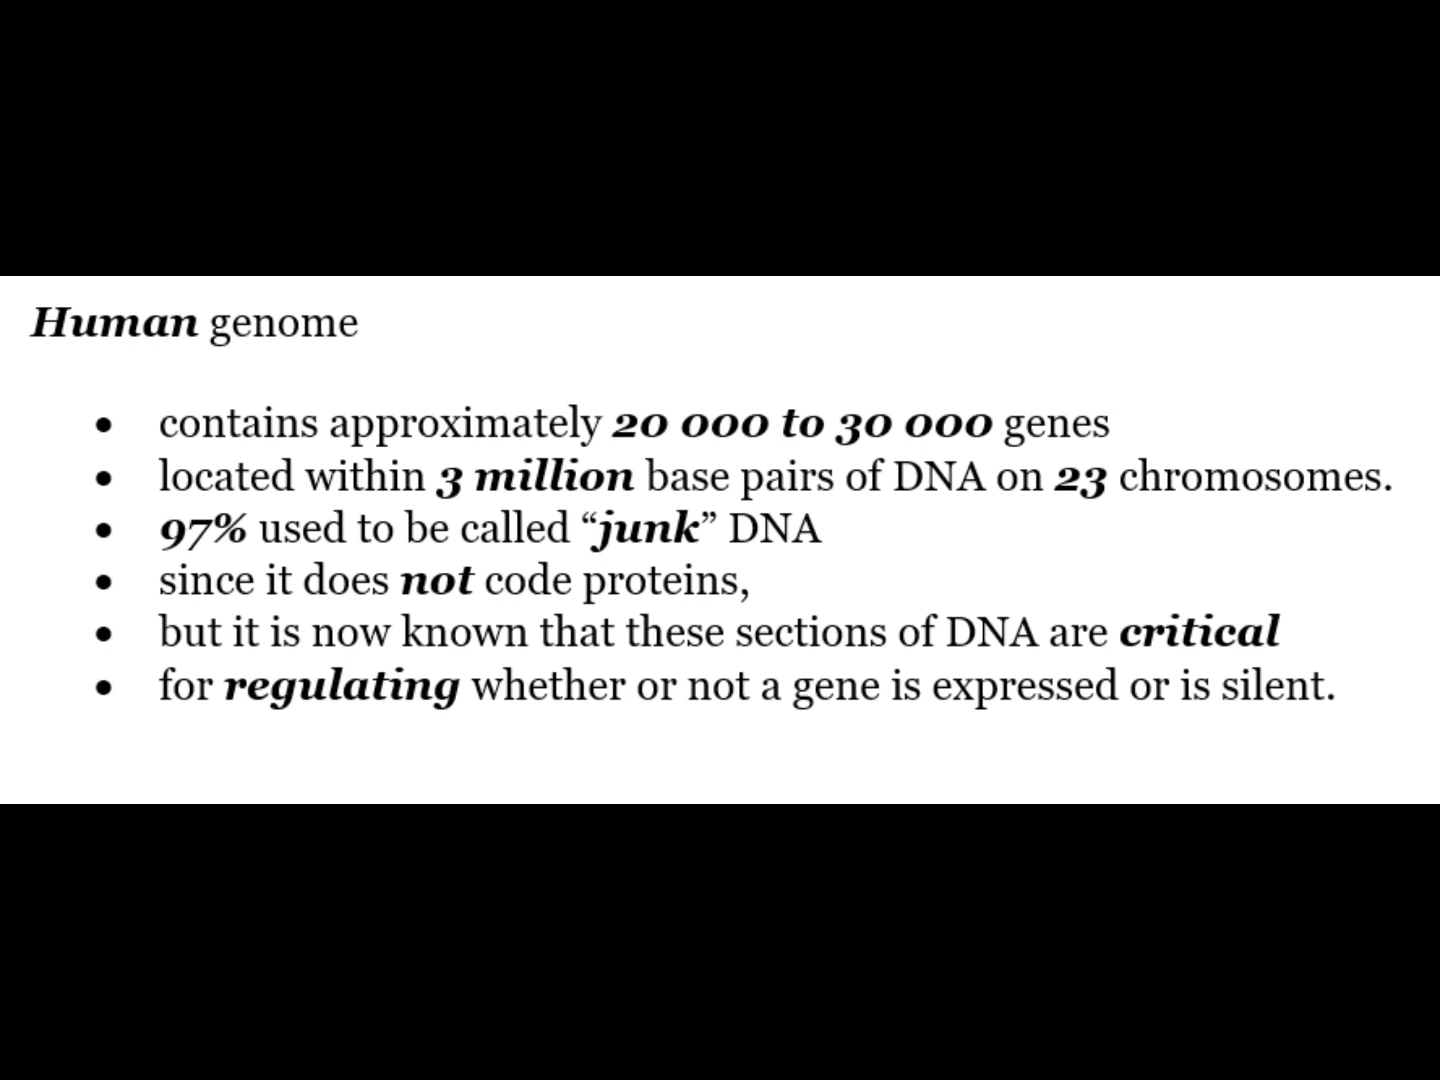 Human genome
• contains approximately 20 000 to 30 000 genes
• located within 3 million base pairs of DNA on 23 chromosomes.
• 97% used to be called “junk” DNA
• since it does not code proteins,
• but it is now known that these sections of DNA are critical
• for regulating whether or not a gene is expressed or is silent.